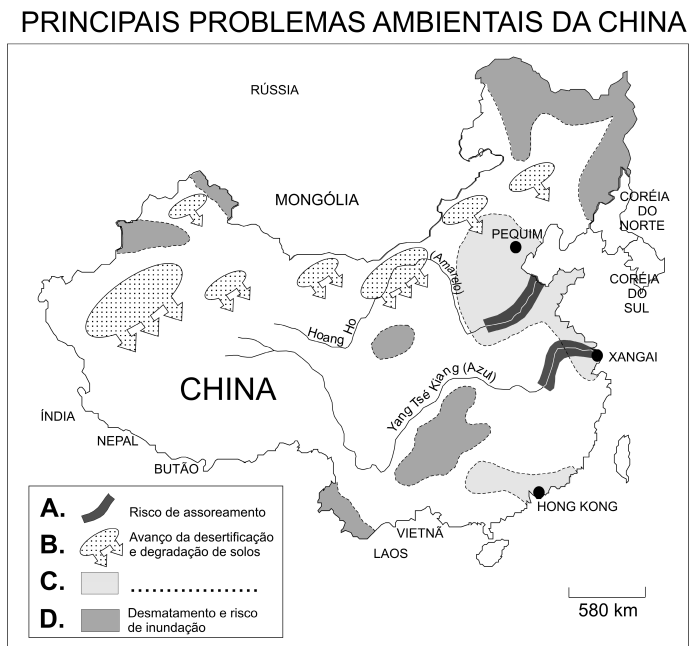 PRINCIPAIS PROBLEMAS AMBIENTAIS DA CHINA
RÚSSIA
MONGÓLIA
CORÉIA
DO
NORTE
PEQUIM
(Amarelo)
CORÉIA
DO
SUL
Hoang Ho
XANGAI
Yang Tsé Kiang (Azul)
CHINA
ÍNDIA
NEPAL
BUTÃO
HONG KONG
VIETNÃ
LAOS
A. Risco de assoreamento
B. Avanço da desertificação
e degradação de solos
C. ..................
D. Desmatamento e risco
de inundação
580 km